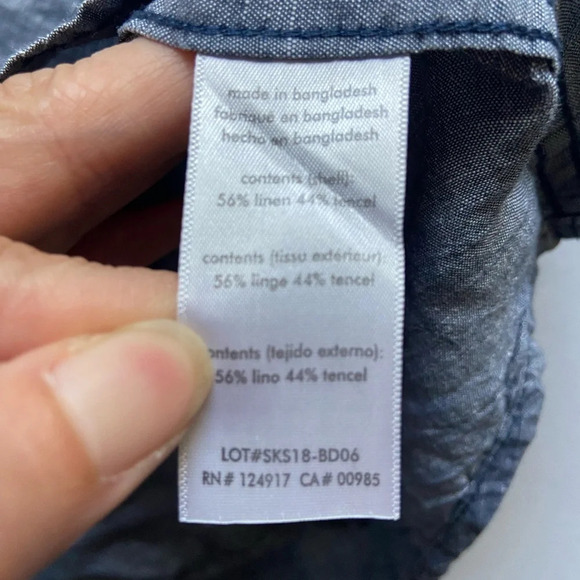 made in bangladesh
fabriqué en bangladesh
hecho en bangladesh
contents (shell):
56% linen 44% tencel
contents (tissu extérieur):
56% linge 44% tencel
contents (tejido externo):
56% lino 44% tencel
LOT#SKS18-BD06
RN# 124917 CA# 00985